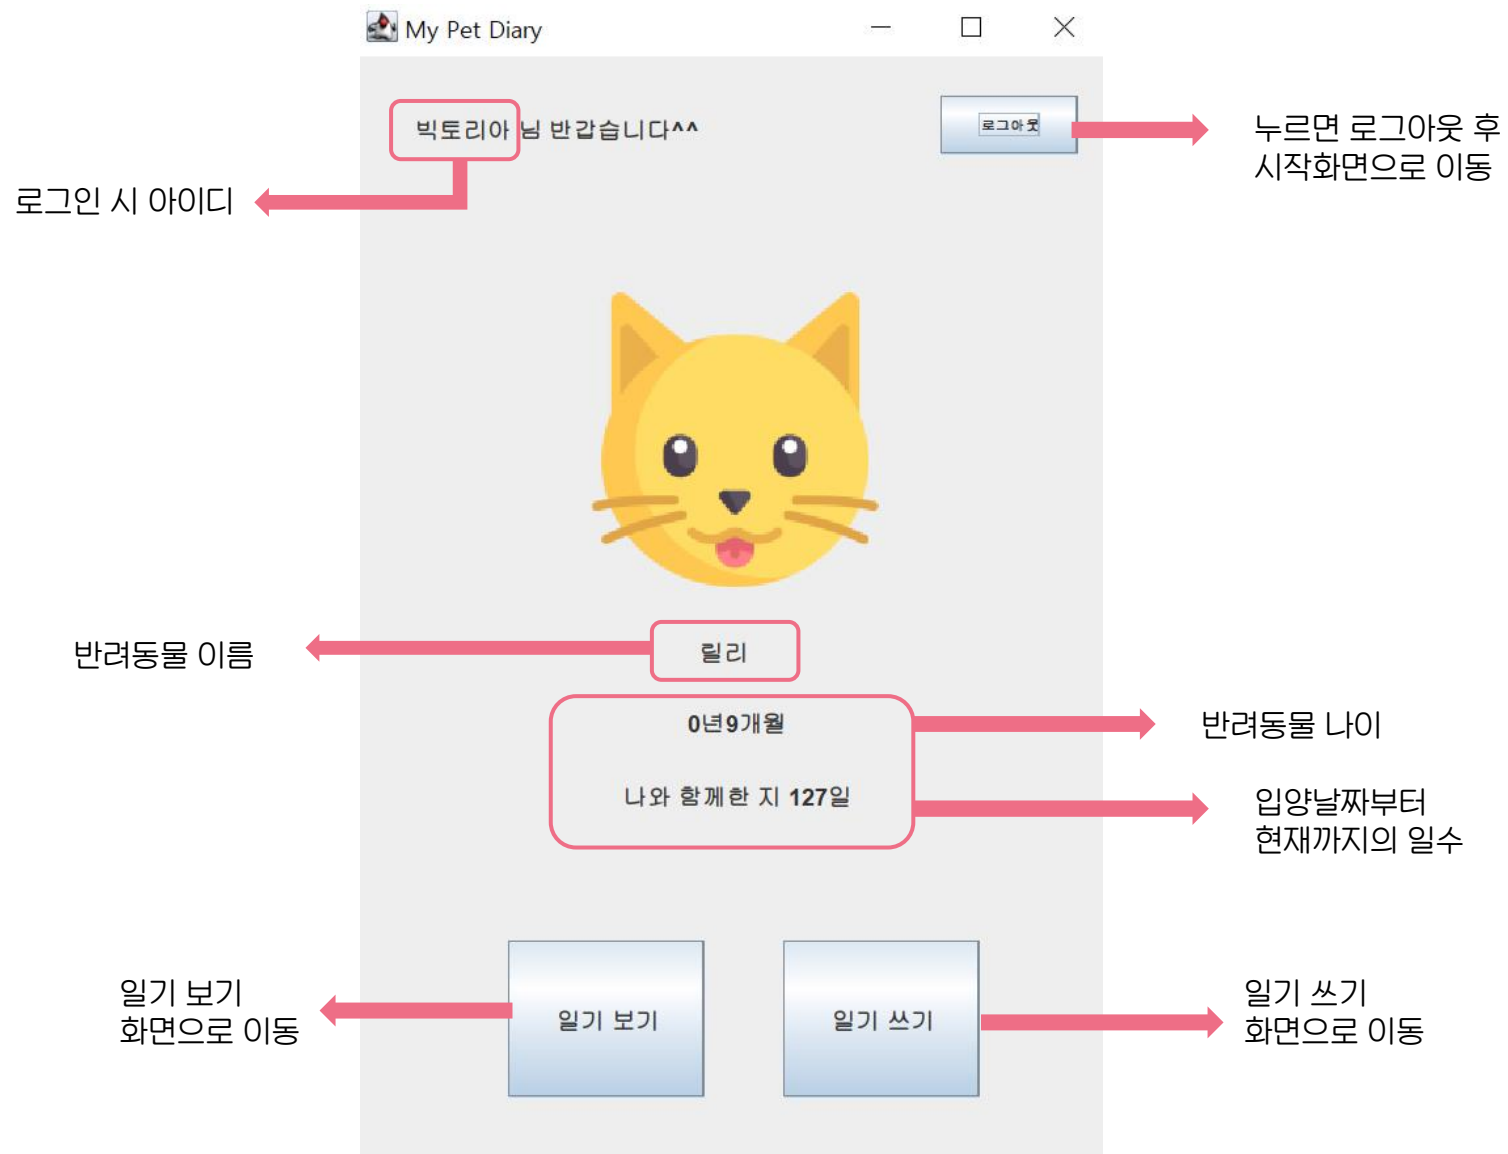 My Pet Diary
빅토리아 님 반갑습니다^^
로그아웃
누르면 로그아웃 후
시작화면으로 이동
로그인 시 아이디
반려동물 이름
릴리
0년9개월
반려동물 나이
나와 함께한 지 127일
입양날짜부터
현재까지의 일수
일기 보기
화면으로 이동
일기 보기
일기 쓰기
일기 쓰기
화면으로 이동